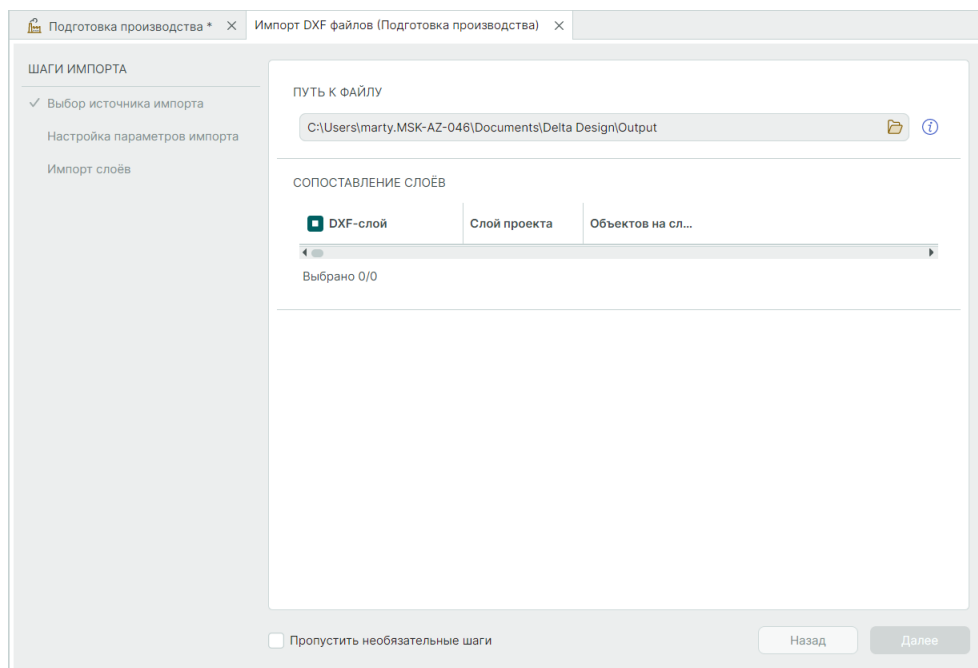 Подготовка производства *
Импорт DXF файлов (Подготовка производства)
ШАГИ ИМПОРТА
Выбор источника импорта
Настройка параметров импорта
Импорт слоёв
ПУТЬ К ФАЙЛУ
C:\Users\marty.MSK-AZ-046\Documents\Delta Design\Output
СОПОСТАВЛЕНИЕ СЛОЁВ
DXF-слой Слой проекта Объектов на сл...
Выбрано 0/0
Пропустить необязательные шаги
Назад
Далее